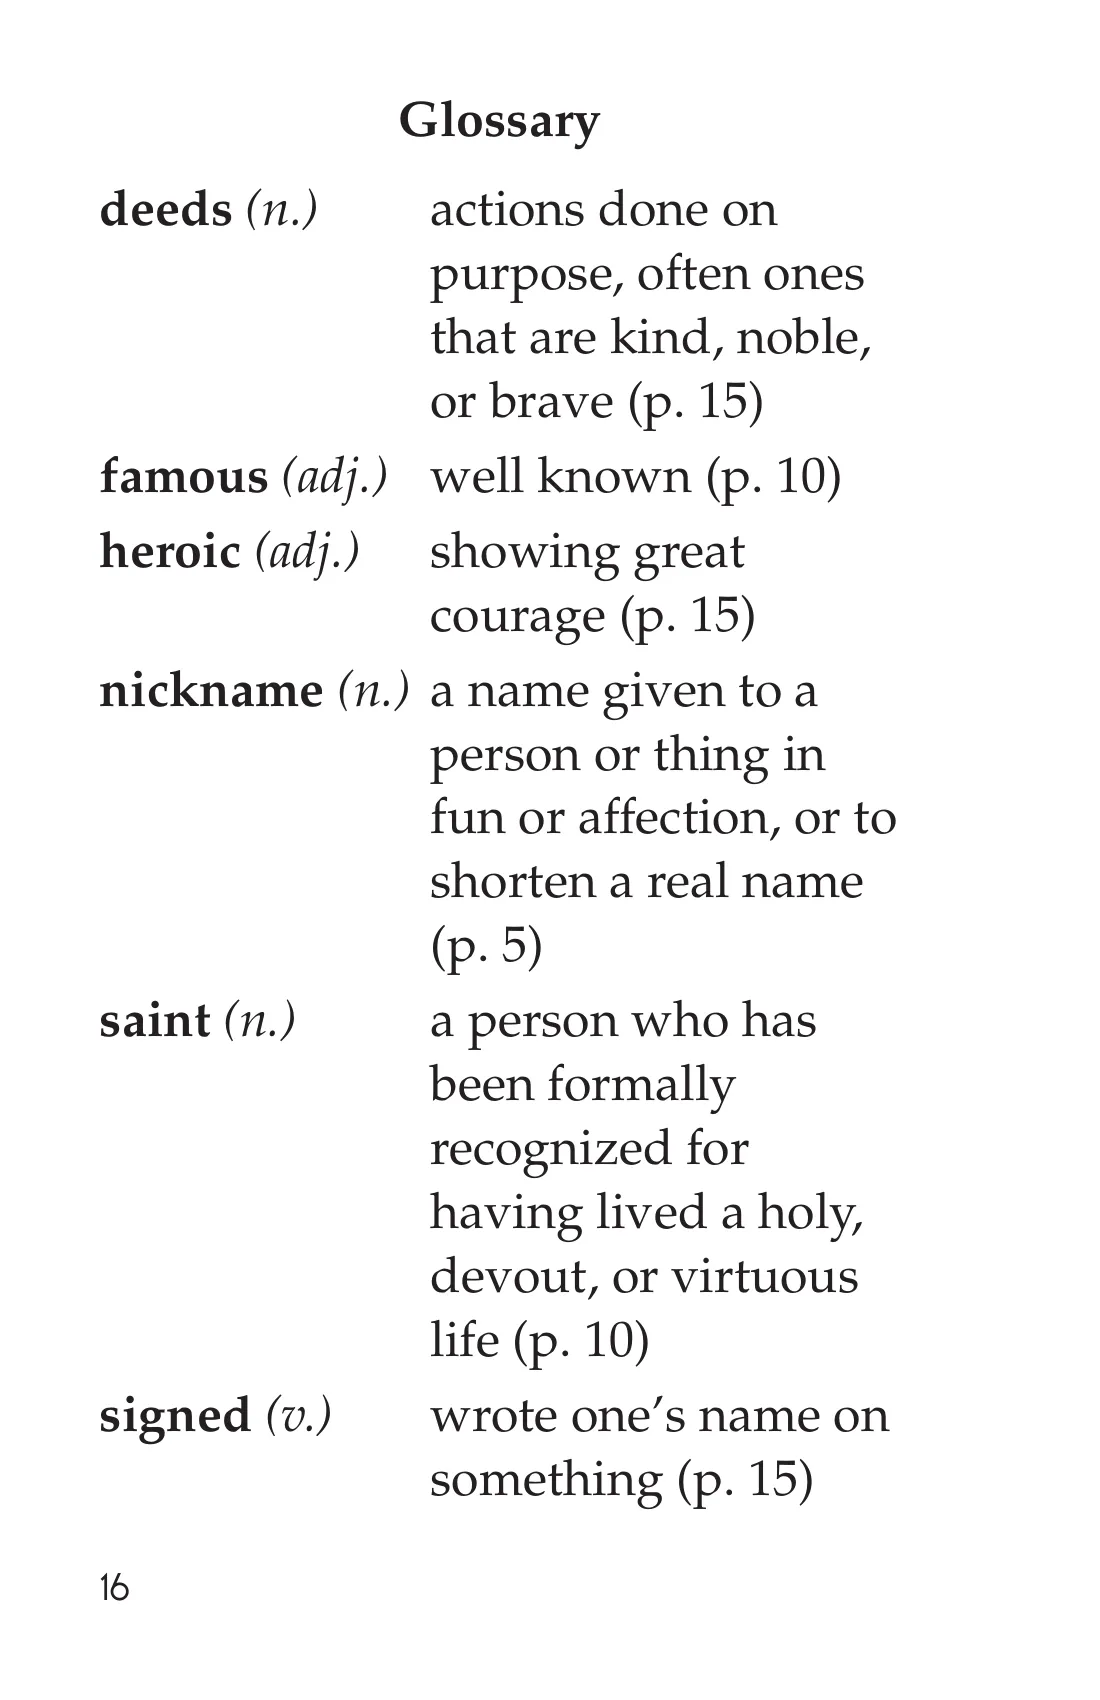 Glossary
deeds (n.) actions done on
purpose, often ones
that are kind, noble,
or brave (p. 15)
famous (adj.) well known (p. 10)
heroic (adj.) showing great
courage (p. 15)
nickname (n.) a name given to a
person or thing in
fun or affection, or to
shorten a real name
(p. 5)
saint (n.) a person who has
been formally
recognized for
having lived a holy,
devout, or virtuous
life (p. 10)
signed (v.) wrote one’s name on
something (p. 15)
16